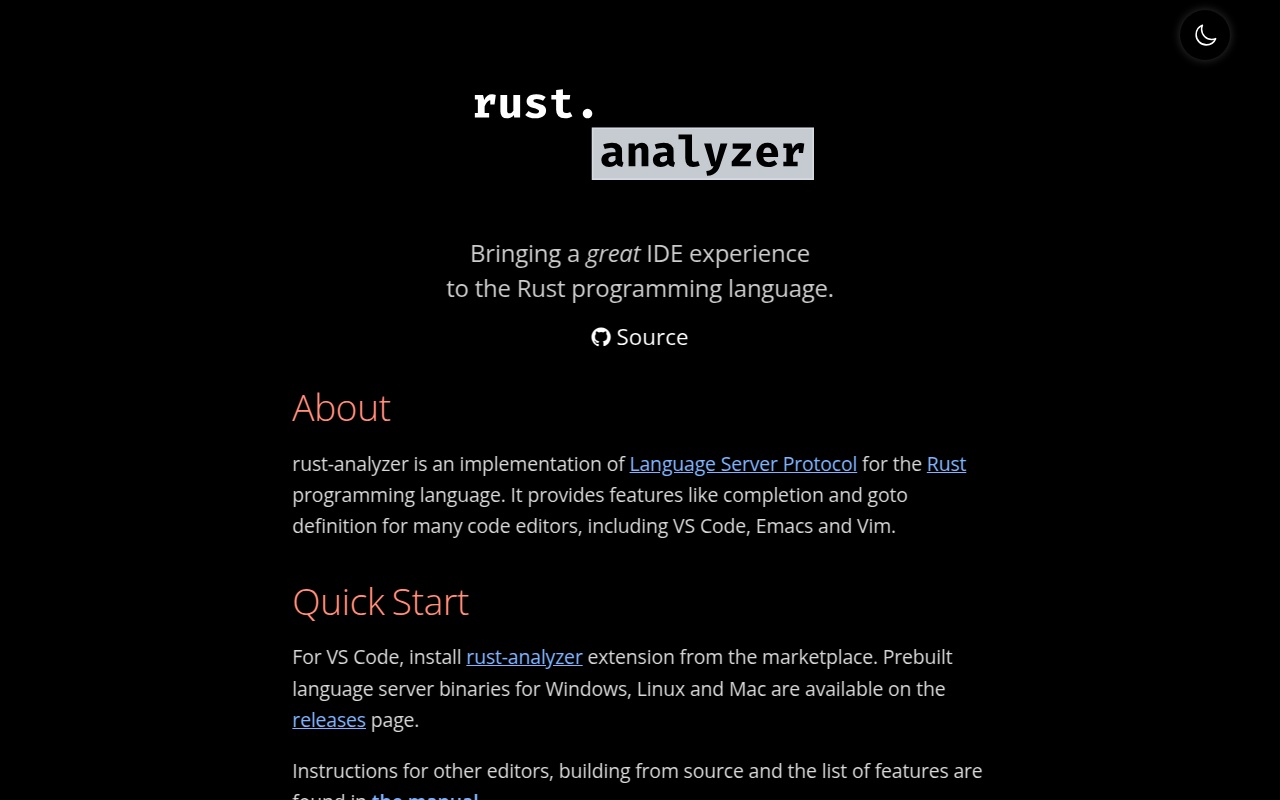 rust.
analyzer
Bringing a great IDE experience
to the Rust programming language.
Source
About
rust-analyzer is an implementation of Language Server Protocol for the Rust
programming language. It provides features like completion and goto
definition for many code editors, including VS Code, Emacs and Vim.
Quick Start
For VS Code, install rust-analyzer extension from the marketplace. Prebuilt
language server binaries for Windows, Linux and Mac are available on the
releases page.
Instructions for other editors, building from source and the list of features are
found in the manual.